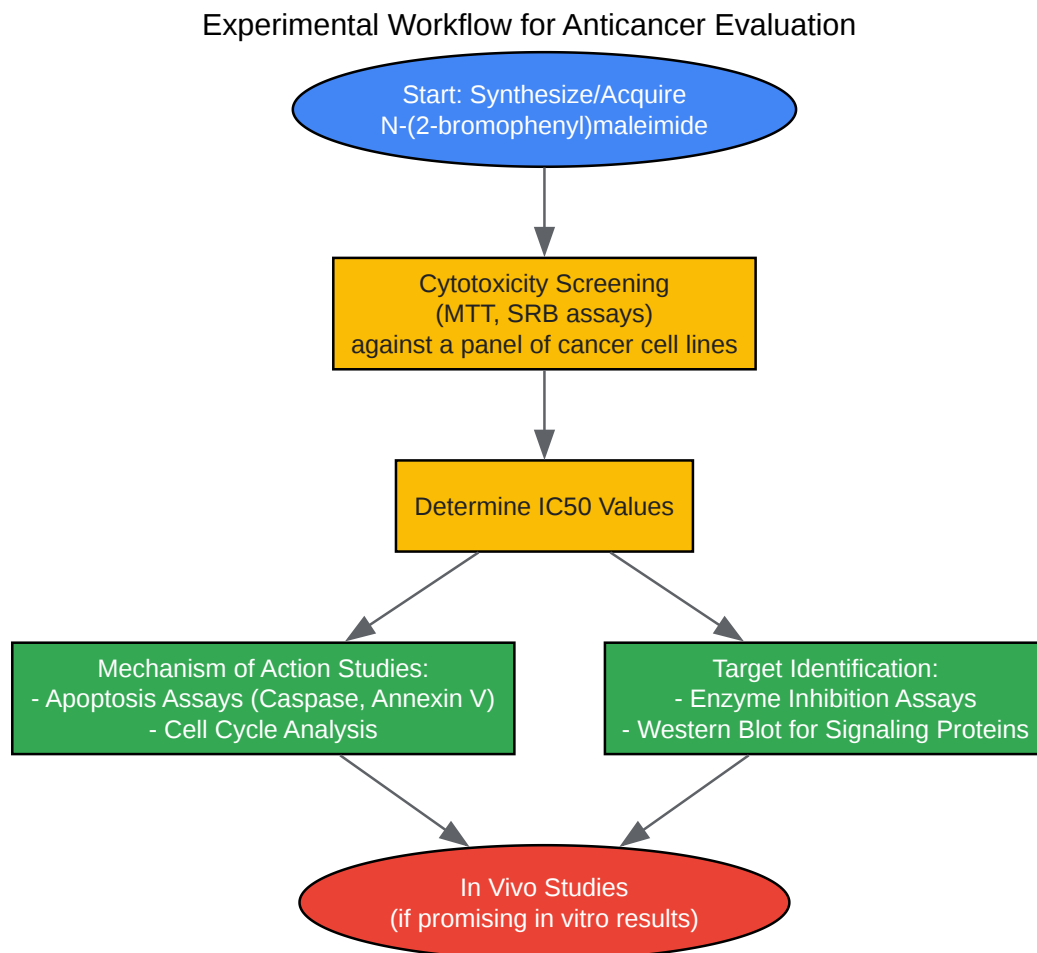 Experimental Workflow for Anticancer Evaluation
Start: Synthesize/Acquire
N-(2-bromophenyl)maleimide
Cytotoxicity Screening
(MTT, SRB assays)
against a panel of cancer cell lines
Determine IC50 Values
Mechanism of Action Studies:
- Apoptosis Assays (Caspase, Annexin V)
- Cell Cycle Analysis
Target Identification:
- Enzyme Inhibition Assays
- Western Blot for Signaling Proteins
In Vivo Studies
(if promising in vitro results)